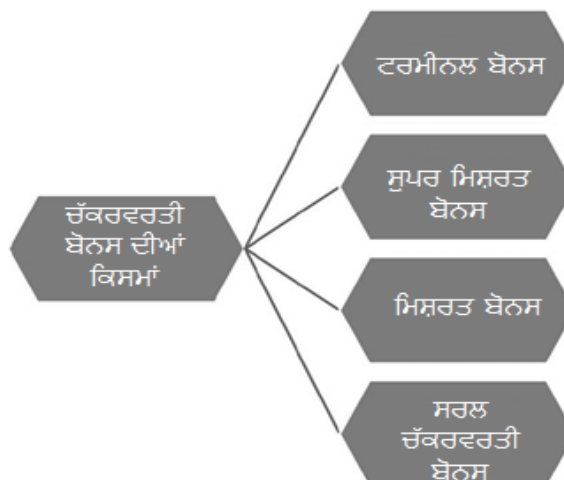 ਚੱਕਰਵਰਤੀ
ਬੋਨਸ ਦੀਆਂ
ਕਿਸਮਾਂ
ਟਰਮੀਨਲ ਬੋਨਸ
ਸੁਪਰ ਮਿਸ਼ਰਤ
ਬੋਨਸ
ਮਿਸ਼ਰਤ ਬੋਨਸ
ਸਰਲ
ਚੱਕਰਵਰਤੀ
ਬੋਨਸ